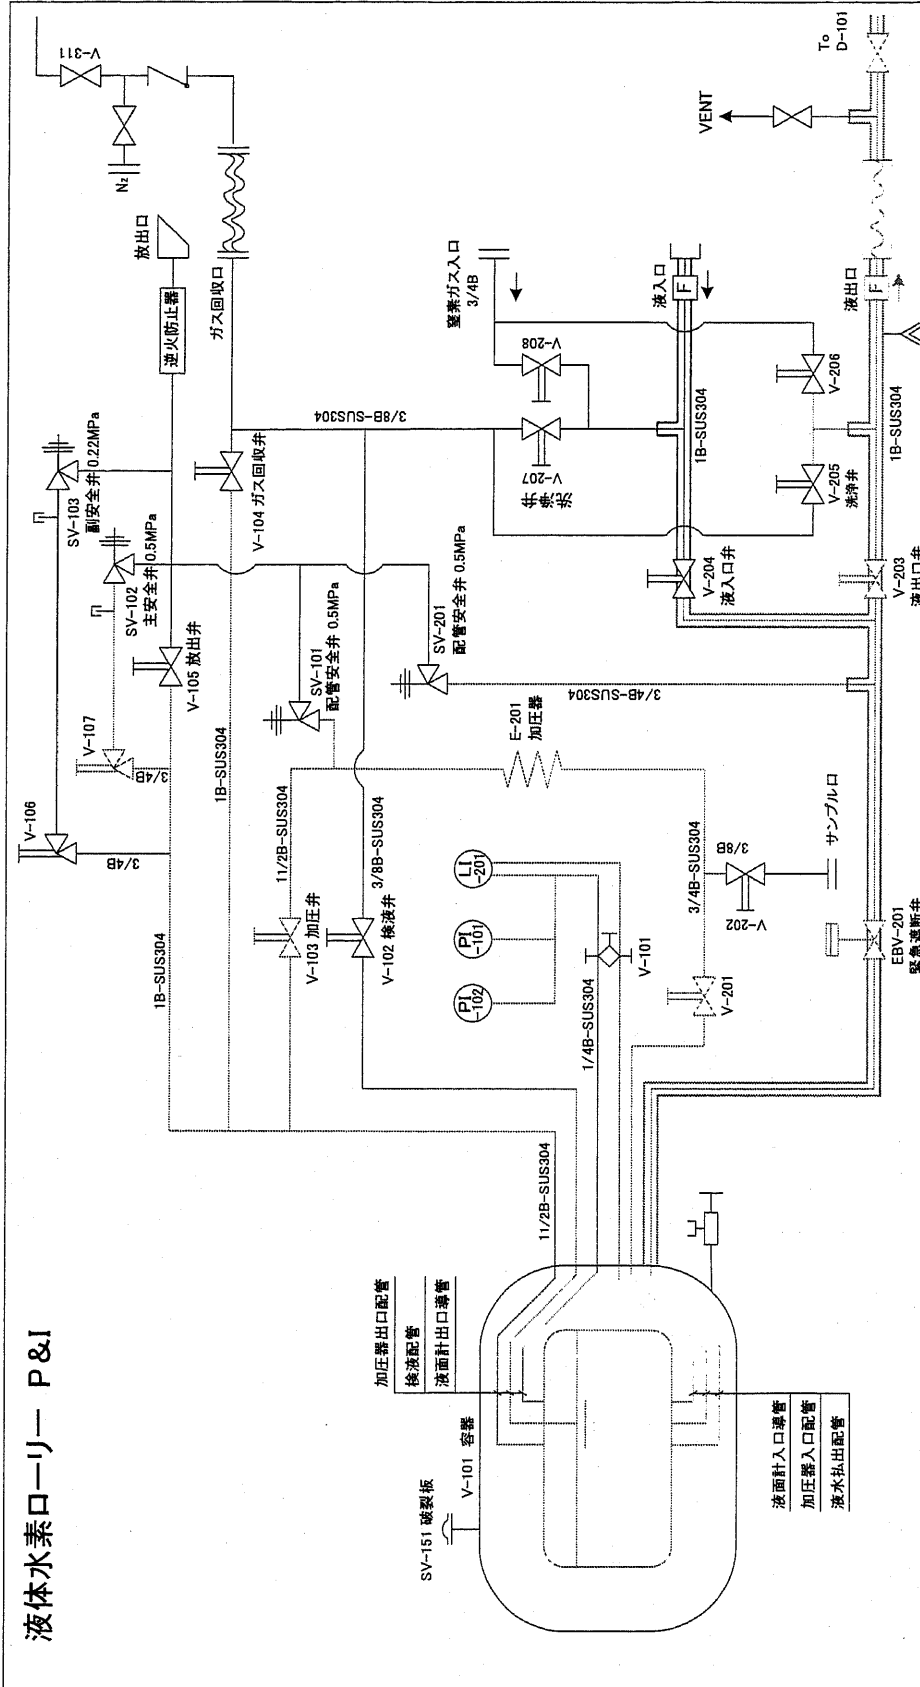 液体水素ローリー P&I
SV-151 破裂板
V-101 容器
加圧器出口配管
検液配管
液面計出口導管
液面計入口導管
加圧器入口配管
液水払出配管
11/2B-SUS304
1B-SUS304
V-106
3/4B
V-107
3/4B
SV-103
副安全弁 0.22MPa
SV-102
主安全弁 0.5MPa
V-105 放出弁
逆火防止器
放出口
1B-SUS304
V-104 ガス回収弁
ガス回収口
N2
V-311
11/2B-SUS304
V-103 加圧弁
SV-101
配管安全弁 0.5MPa
3/8B-SUS304
V-102 検液弁
3/8B-SUS304
SV-201
配管安全弁 0.5MPa
3/4B-SUS304
E-201
加圧器
PI
-102
PI
-101
LI
-201
1/4B-SUS304
V-101
V-201
3/4B-SUS304
3/8B
V-202
サンプル口
EBV-201
緊急遮断弁
V-207
洗浄弁
V-208
窒素ガス入口
3/4B
V-204
液入口弁
1B-SUS304
F
液入口
V-205
洗浄弁
V-206
V-203
液出口弁
1B-SUS304
F
液出口
VENT
To
D-101